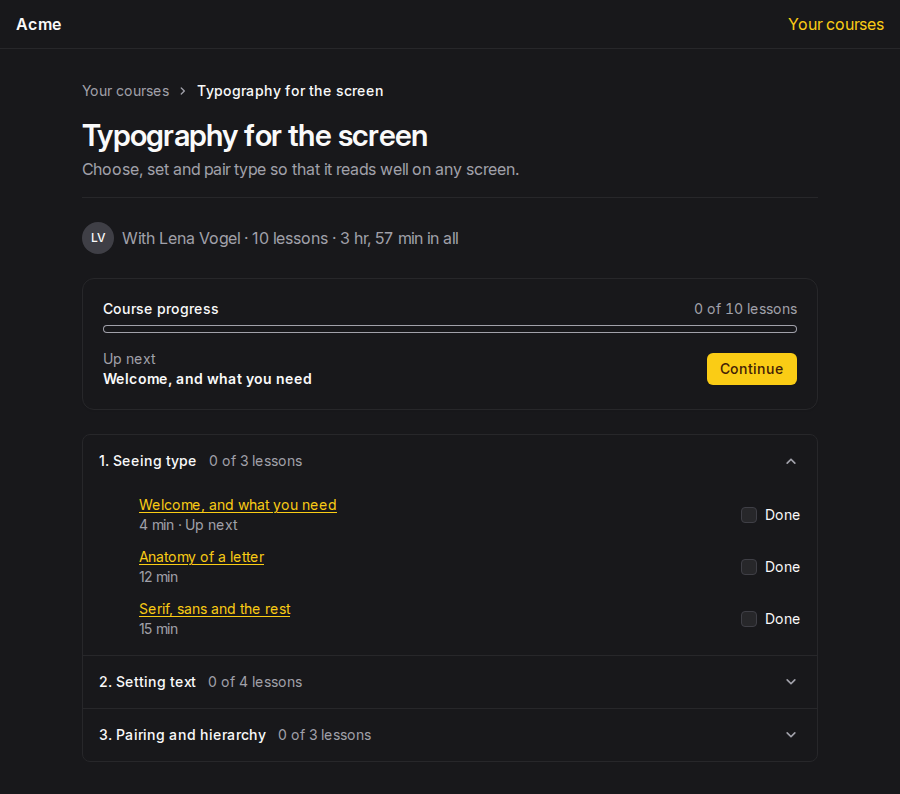 Acme
Your courses
Your courses
Typography for the screen
Typography for the screen
Choose, set and pair type so that it reads well on any screen.
LV
With Lena Vogel · 10 lessons · 3 hr, 57 min in all
Course progress
0 of 10 lessons
Up next
Welcome, and what you need
Continue
1. Seeing type 0 of 3 lessons
Welcome, and what you need
4 min · Up next
Done
Anatomy of a letter
12 min
Done
Serif, sans and the rest
15 min
Done
2. Setting text 0 of 4 lessons
3. Pairing and hierarchy 0 of 3 lessons